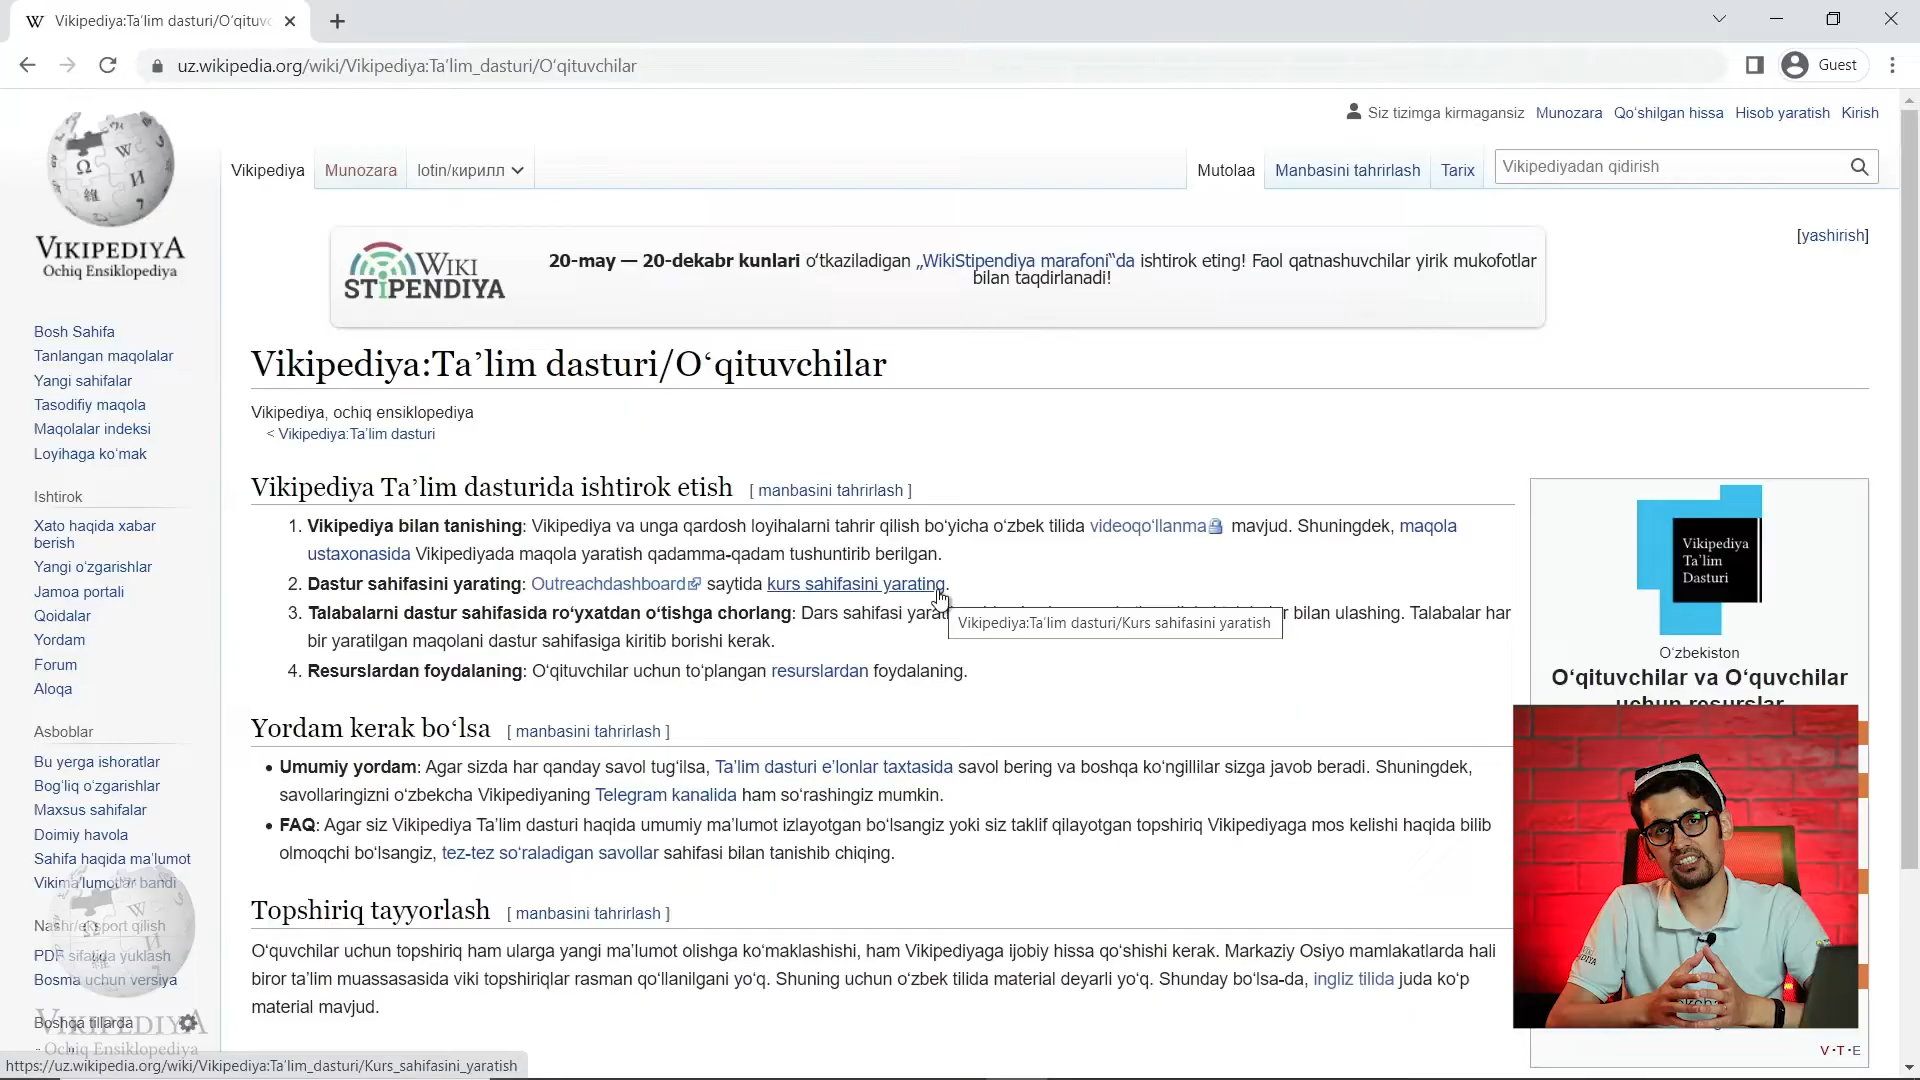 Vikipediya:Ta’lim dasturi/O‘qituvc
uz.wikipedia.org/wiki/Vikipediya:Ta’lim_dasturi/O‘qituvchilar
Guest
Siz tizimga kirmagansiz Munozara Qo‘shilgan hissa Hisob yaratish Kirish
Vikipediya Munozara lotin/кирилл Mutolaa Manbasini tahrirlash Tarix Vikipediyadan qidirish
VIKIPEDIYA
Ochiq Ensiklopediya
[yashirish]
WIKI
STIPENDIYA
20-may — 20-dekabr kunlari o‘tkaziladigan „WikiStipendiya marafoni“da ishtirok eting! Faol qatnashuvchilar yirik mukofotlar
bilan taqdirlanadi!
Bosh Sahifa
Tanlangan maqolalar
Yangi sahifalar
Tasodifiy maqola
Maqolalar indeksi
Loyihaga ko‘mak
Ishtirok
Xato haqida xabar
berish
Yangi o‘zgarishlar
Jamoa portali
Qoidalar
Yordam
Forum
Aloqa
Asboblar
Bu yerga ishoratlar
Bog‘liq o‘zgarishlar
Maxsus sahifalar
Doimiy havola
Sahifa haqida ma’lumot
Vikima’lumotlar bandi
Nashr/eksport qilish
PDF sifatida yuklash
Bosma uchun versiya
Boshqa tillarda
VIKIPEDIYA
Ochiq Ensiklopediya
Vikipediya:Ta’lim dasturi/O‘qituvchilar
Vikipediya, ochiq ensiklopediya
< Vikipediya:Ta’lim dasturi
Vikipediya Ta’lim dasturida ishtirok etish [ manbasini tahrirlash ]
1. Vikipediya bilan tanishing: Vikipediya va unga qardosh loyihalarni tahrir qilish bo‘yicha o‘zbek tilida videoqo‘llanma mavjud. Shuningdek, maqola
ustaxonasida Vikipediyada maqola yaratish qadamma-qadam tushuntirib berilgan.
2. Dastur sahifasini yarating: Outreachdashboard saytida kurs sahifasini yarating.
3. Talabalarni dastur sahifasida ro‘yxatdan o‘tishga chorlang: Dars sahifasi yarat r bilan ulashing. Talabalar har
Vikipediya:Ta’lim dasturi/Kurs sahifasini yaratish
bir yaratilgan maqolani dastur sahifasiga kiritib borishi kerak.
4. Resurslardan foydalaning: O‘qituvchilar uchun to‘plangan resurslardan foydalaning.
Yordam kerak bo‘lsa [ manbasini tahrirlash ]
• Umumiy yordam: Agar sizda har qanday savol tug‘ilsa, Ta’lim dasturi e’lonlar taxtasida savol bering va boshqa ko‘ngillilar sizga javob beradi. Shuningdek,
savollaringizni o‘zbekcha Vikipediyaning Telegram kanalida ham so‘rashingiz mumkin.
• FAQ: Agar siz Vikipediya Ta’lim dasturi haqida umumiy ma’lumot izlayotgan bo‘lsangiz yoki siz taklif qilayotgan topshiriq Vikipediyaga mos kelishi haqida bilib
olmoqchi bo‘lsangiz, tez-tez so‘raladigan savollar sahifasi bilan tanishib chiqing.
Topshiriq tayyorlash [ manbasini tahrirlash ]
O‘quvchilar uchun topshiriq ham ularga yangi ma’lumot olishga ko‘maklashishi, ham Vikipediyaga ijobiy hissa qo‘shishi kerak. Markaziy Osiyo mamlakatlarda hali
biror ta’lim muassasasida viki topshiriqlar rasman qo‘llanilgani yo‘q. Shuning uchun o‘zbek tilida material deyarli yo‘q. Shunday bo‘lsa-da, ingliz tilida juda ko‘p
material mavjud.
Vikipediya
Ta’lim
Dasturi
O‘zbekiston
O‘qituvchilar va O‘quvchilar
uchun resurslar
V·T·E
https://uz.wikipedia.org/wiki/Vikipediya:Ta’lim_dasturi/Kurs_sahifasini_yaratish